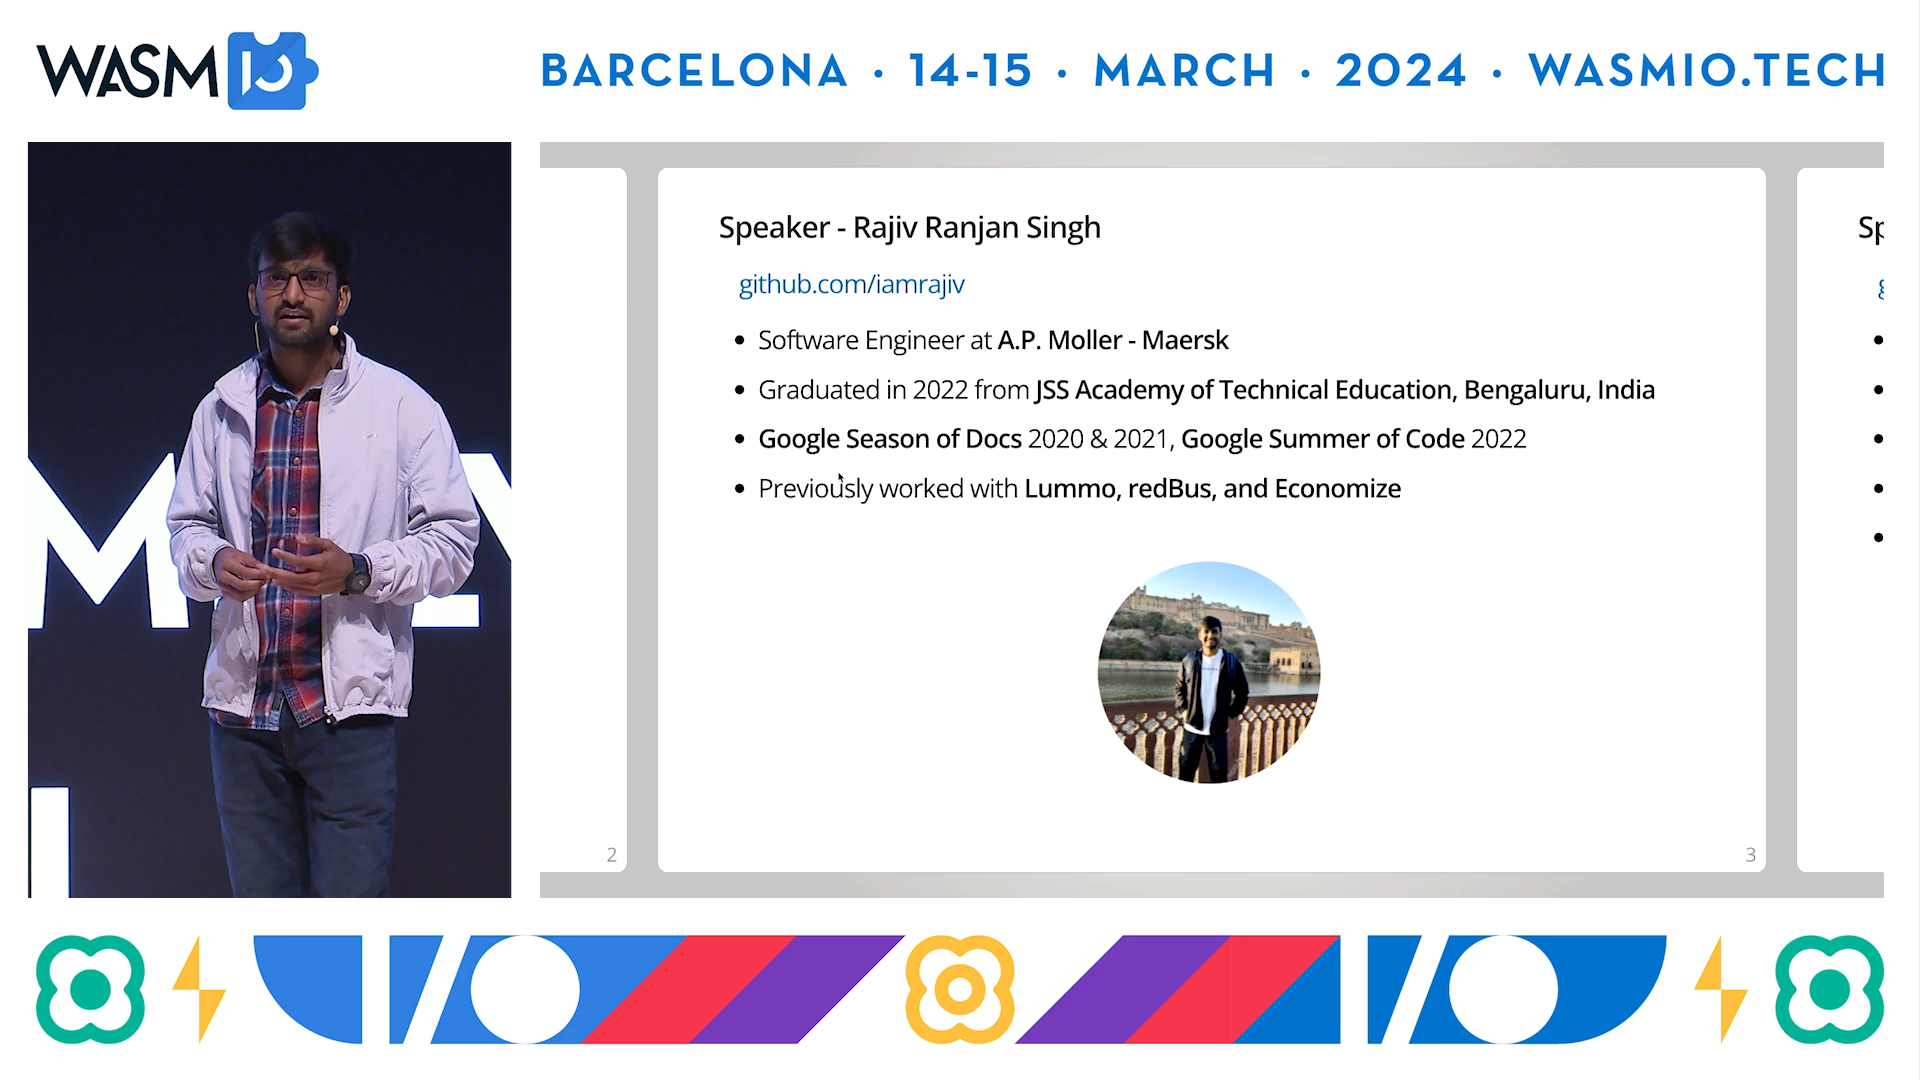 WASM IO
BARCELONA · 14-15 · MARCH · 2024 · WASMIO.TECH
Speaker - Rajiv Ranjan Singh
github.com/iamrajiv
• Software Engineer at A.P. Moller - Maersk
• Graduated in 2022 from JSS Academy of Technical Education, Bengaluru, India
• Google Season of Docs 2020 & 2021, Google Summer of Code 2022
• Previously worked with Lummo, redBus, and Economize
2
3
Sp
g